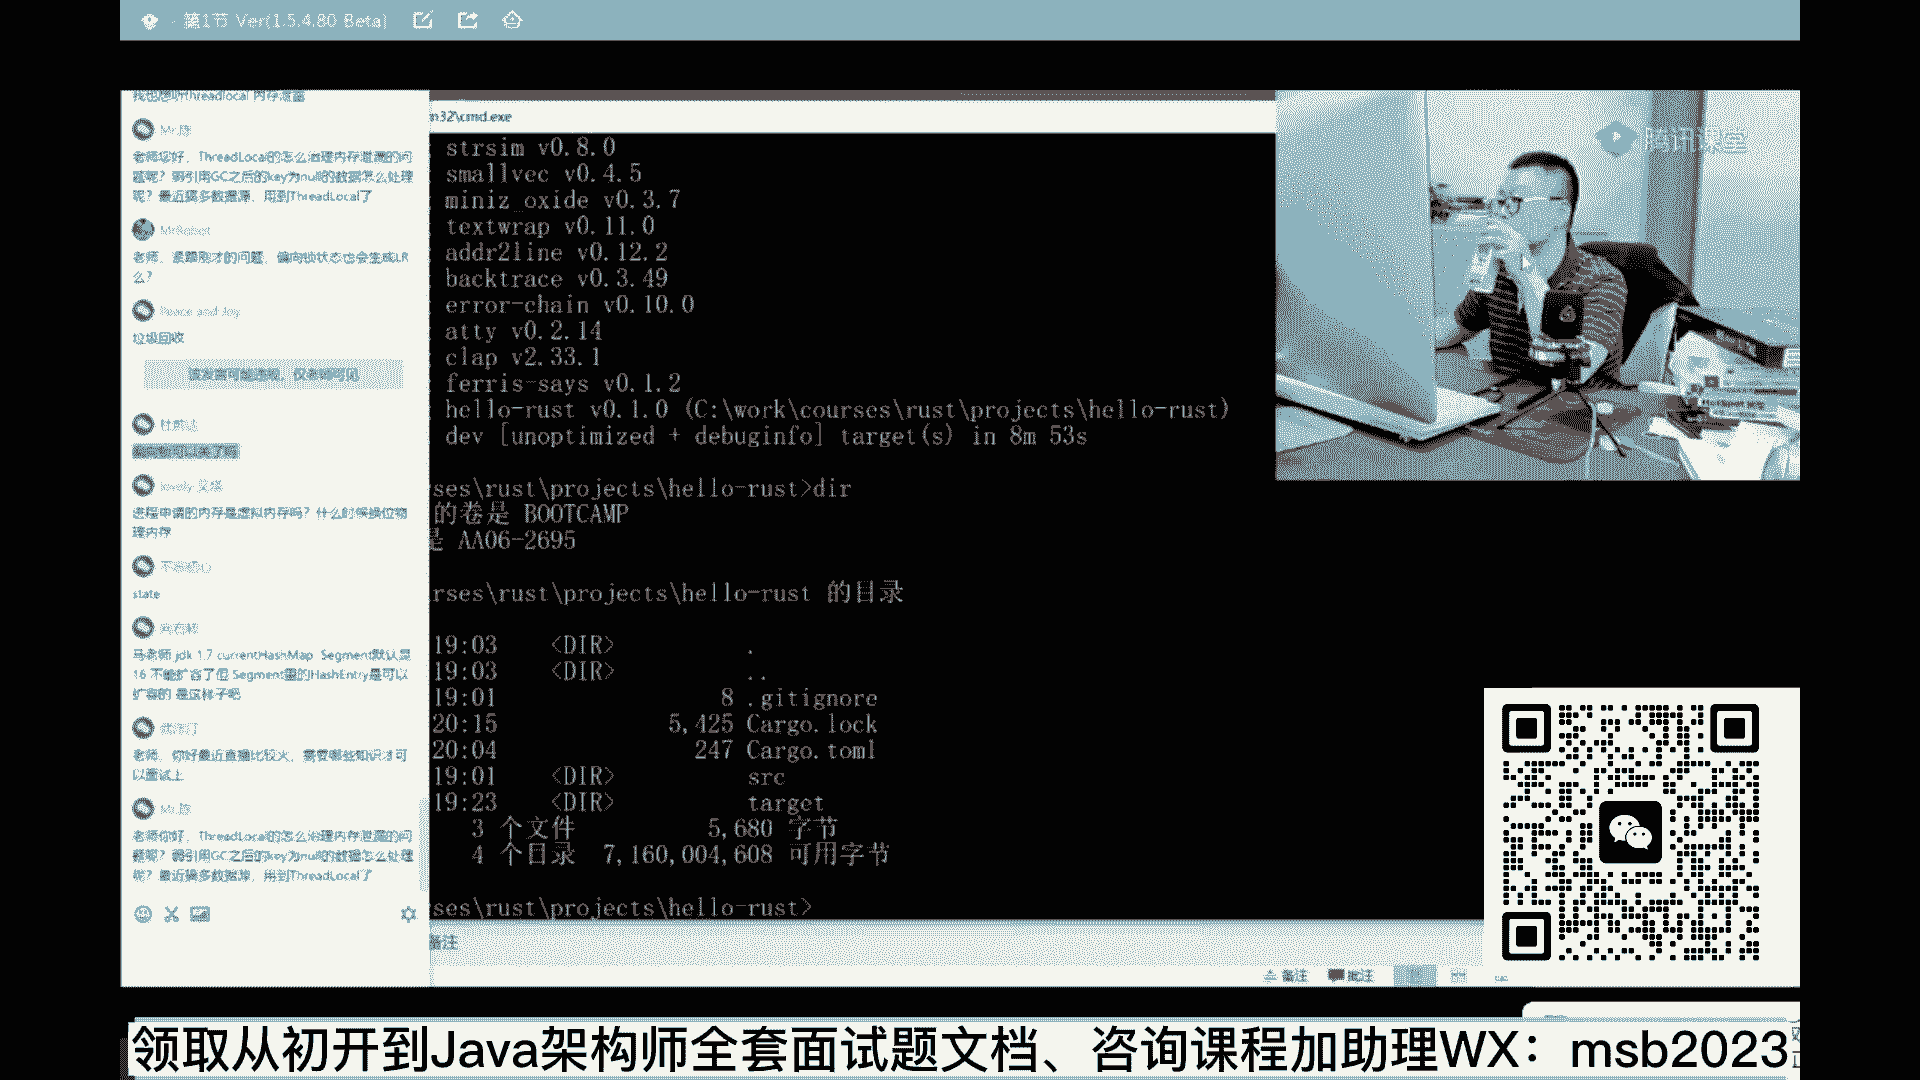 第1节 Ver(1.5.4.80 Beta)
我也想听threadlocal 内存泄露
Mr.陈
老师你好，ThreadLocal的怎么治理内存泄漏的问
题呢？弱引用GC之后的key为null的数据怎么处理
呢？最近搞多数据源，用到ThreadLocal了
MrRobot
老师，紧跟刚才的问题，偏向锁状态也会生成LR
么？
Peace and Joy
垃圾回收
该发言可能违规，仅老师可见
lovely
进程申请的内存是虚拟内存吗？什么时候换位物
理内存
state
马老师 jdk 1.7 currentHashMap Segment默认是
16 不能扩容了但 Segment里的HashEntry是可以
扩容的 是这样子吧
老师，你好最近直播比较火，需要哪些知识才可
以面试上
Mr.陈
老师你好，ThreadLocal的怎么治理内存泄漏的问
题呢？弱引用GC之后的key为null的数据怎么处理
呢？最近搞多数据源，用到ThreadLocal了
m32\cmd.exe
strsim v0.8.0
smallvec v0.4.5
miniz_oxide v0.3.7
textwrap v0.11.0
addr2line v0.12.2
backtrace v0.3.49
error-chain v0.10.0
atty v0.2.14
clap v2.33.1
ferris-says v0.1.2
hello-rust v0.1.0 (C:\work\courses\rust\projects\hello-rust)
dev [unoptimized + debuginfo] target(s) in 8m 53s
ses\rust\projects\hello-rust>dir
的卷是 BOOTCAMP
是 AA06-2695
rses\rust\projects\hello-rust 的目录
19:03 <DIR> .
19:03 <DIR> ..
19:01 8 .gitignore
20:15 5,425 Cargo.lock
20:04 247 Cargo.toml
19:01 <DIR> src
19:23 <DIR> target
3 个文件 5,680 字节
4 个目录 7,160,004,608 可用字节
ses\rust\projects\hello-rust>
腾讯课堂
备注
备注 批注
领取从初开到Java架构师全套面试题文档、咨询课程加助理WX：msb2023